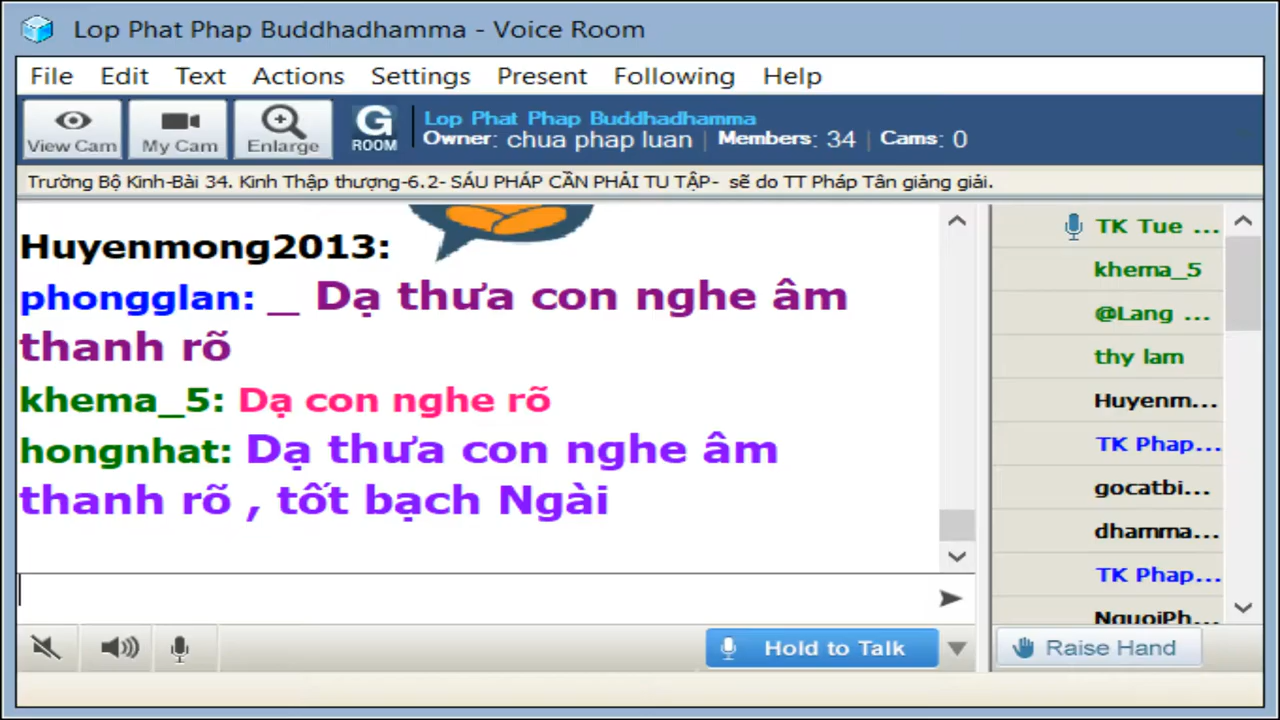 Lop Phat Phap Buddhadhamma - Voice Room
File Edit Text Actions Settings Present Following Help
View Cam My Cam Enlarge G ROOM
Lop Phat Phap Buddhadhamma
Owner: chua phap luan | Members: 34 | Cams: 0
Trường Bộ Kinh-Bài 34. Kinh Thập thượng-6.2- SÁU PHÁP CẦN PHẢI TU TẬP- sẽ do TT Pháp Tân giảng giải.
Huyenmong2013:
phongglan: _ Dạ thưa con nghe âm
thanh rõ
khema_5: Dạ con nghe rõ
hongnhat: Dạ thưa con nghe âm
thanh rõ , tốt bạch Ngài
TK Tue ...
khema_5
@Lang ...
thy lam
Huyenm...
TK Phap...
gocatbi...
dhamma...
TK Phap...
NguoiPh...
Hold to Talk
Raise Hand